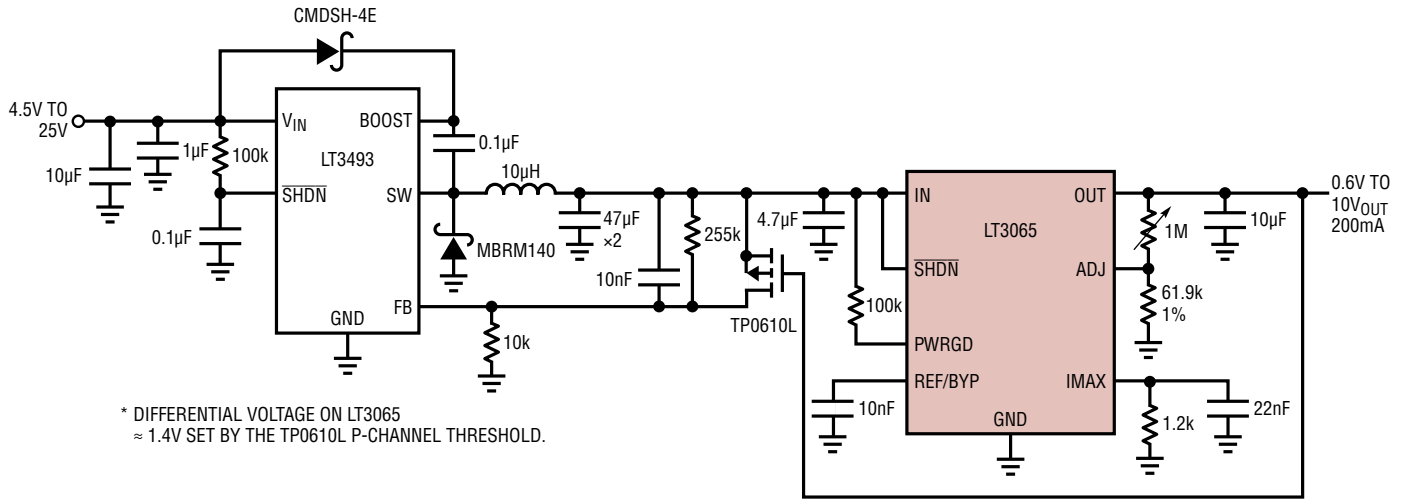 CMDSH-4E
4.5V TO
25V
10µF
1µF
100k
0.1µF
VIN
BOOST
LT3493
SHDN
SW
GND
FB
0.1µF
10µH
MBRM140
47µF
×2
10nF
255k
10k
TP0610L
4.7µF
100k
IN
OUT
LT3065
SHDN
ADJ
PWRGD
REF/BYP
IMAX
GND
10nF
1M
61.9k
1%
10µF
1.2k
22nF
0.6V TO
10VOUT
200mA
* DIFFERENTIAL VOLTAGE ON LT3065
≈ 1.4V SET BY THE TP0610L P-CHANNEL THRESHOLD.